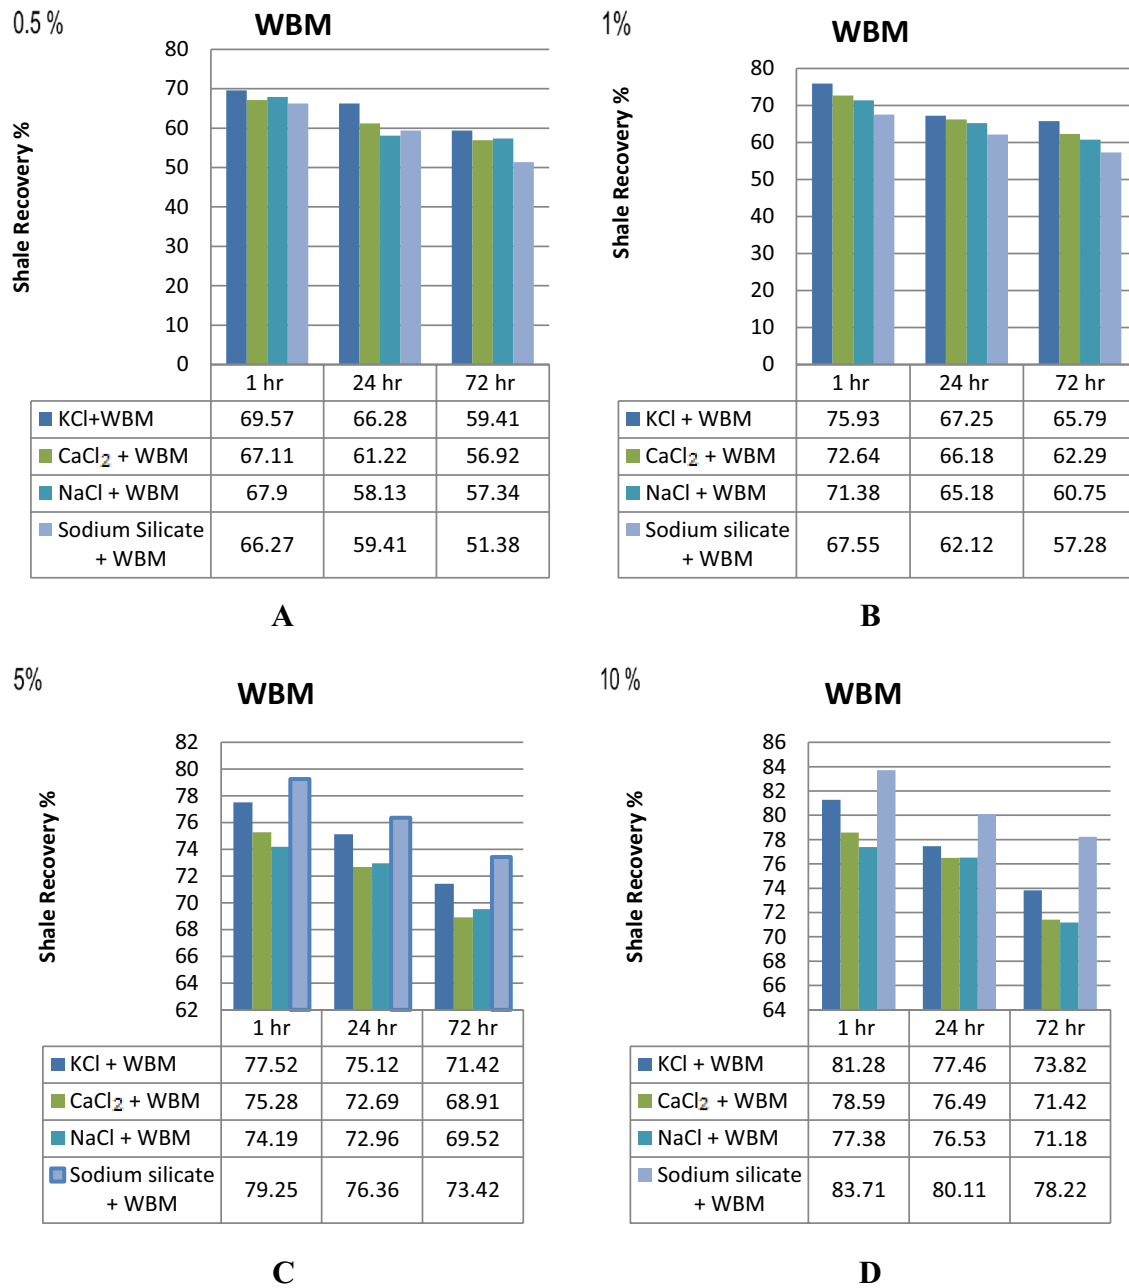 0.5 %
WBM
Shale Recovery %
80
70
60
50
40
30
20
10
0
1 hr 24 hr 72 hr
KCl+WBM 69.57 66.28 59.41
CaCl2 + WBM 67.11 61.22 56.92
NaCl + WBM 67.9 58.13 57.34
Sodium Silicate
+ WBM 66.27 59.41 51.38
A
1%
WBM
Shale Recovery %
80
70
60
50
40
30
20
10
0
1 hr 24 hr 72 hr
KCl + WBM 75.93 67.25 65.79
CaCl2 + WBM 72.64 66.18 62.29
NaCl + WBM 71.38 65.18 60.75
Sodium silicate
+ WBM 67.55 62.12 57.28
B
5%
WBM
Shale Recovery %
82
80
78
76
74
72
70
68
66
64
62
1 hr 24 hr 72 hr
KCl + WBM 77.52 75.12 71.42
CaCl2 + WBM 75.28 72.69 68.91
NaCl + WBM 74.19 72.96 69.52
Sodium silicate
+ WBM 79.25 76.36 73.42
C
10 %
WBM
Shale Recovery %
86
84
82
80
78
76
74
72
70
68
66
64
1 hr 24 hr 72 hr
KCl + WBM 81.28 77.46 73.82
CaCl2 + WBM 78.59 76.49 71.42
NaCl + WBM 77.38 76.53 71.18
Sodium silicate
+ WBM 83.71 80.11 78.22
D